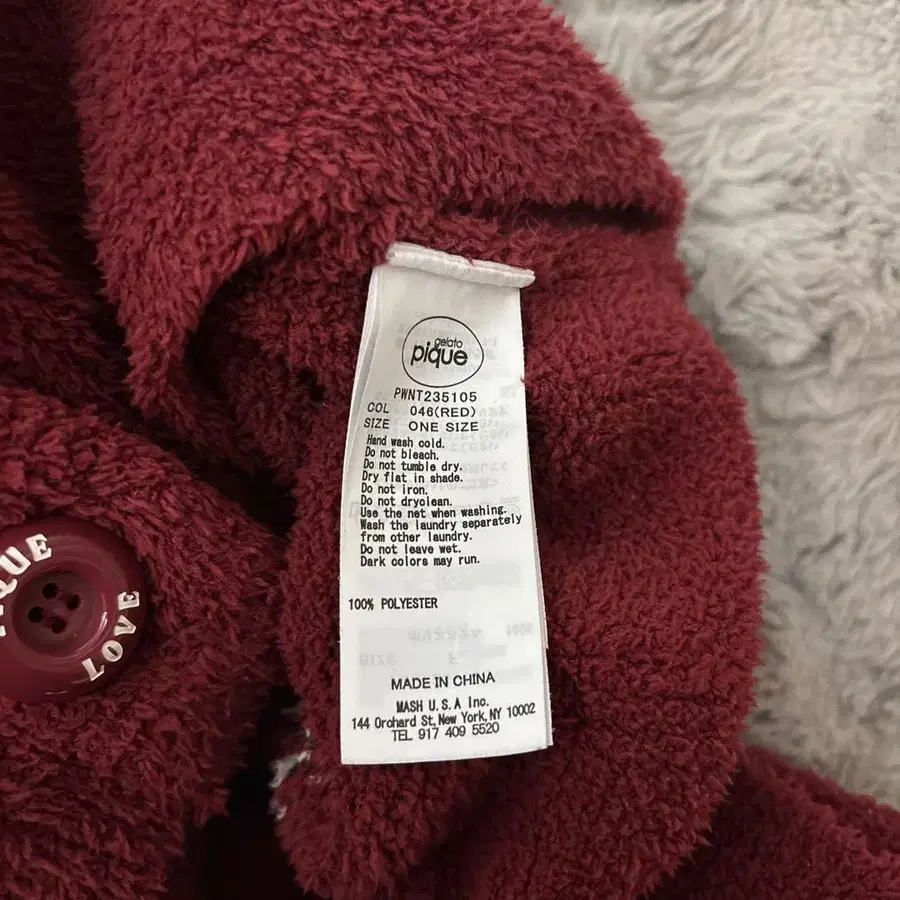 gelato
pique
PWNT235105
COL 046(RED)
SIZE ONE SIZE
Hand wash cold.
Do not bleach.
Do not tumble dry.
Dry flat in shade.
Do not iron.
Do not dryclean.
Use the net when washing.
Wash the laundry separately
from other laundry.
Do not leave wet.
Dark colors may run.
100% POLYESTER
MADE IN CHINA
MASH U.S.A Inc.
144 Orchard St,New York,NY 10002
TEL 917 409 5520
QUE
LOVE